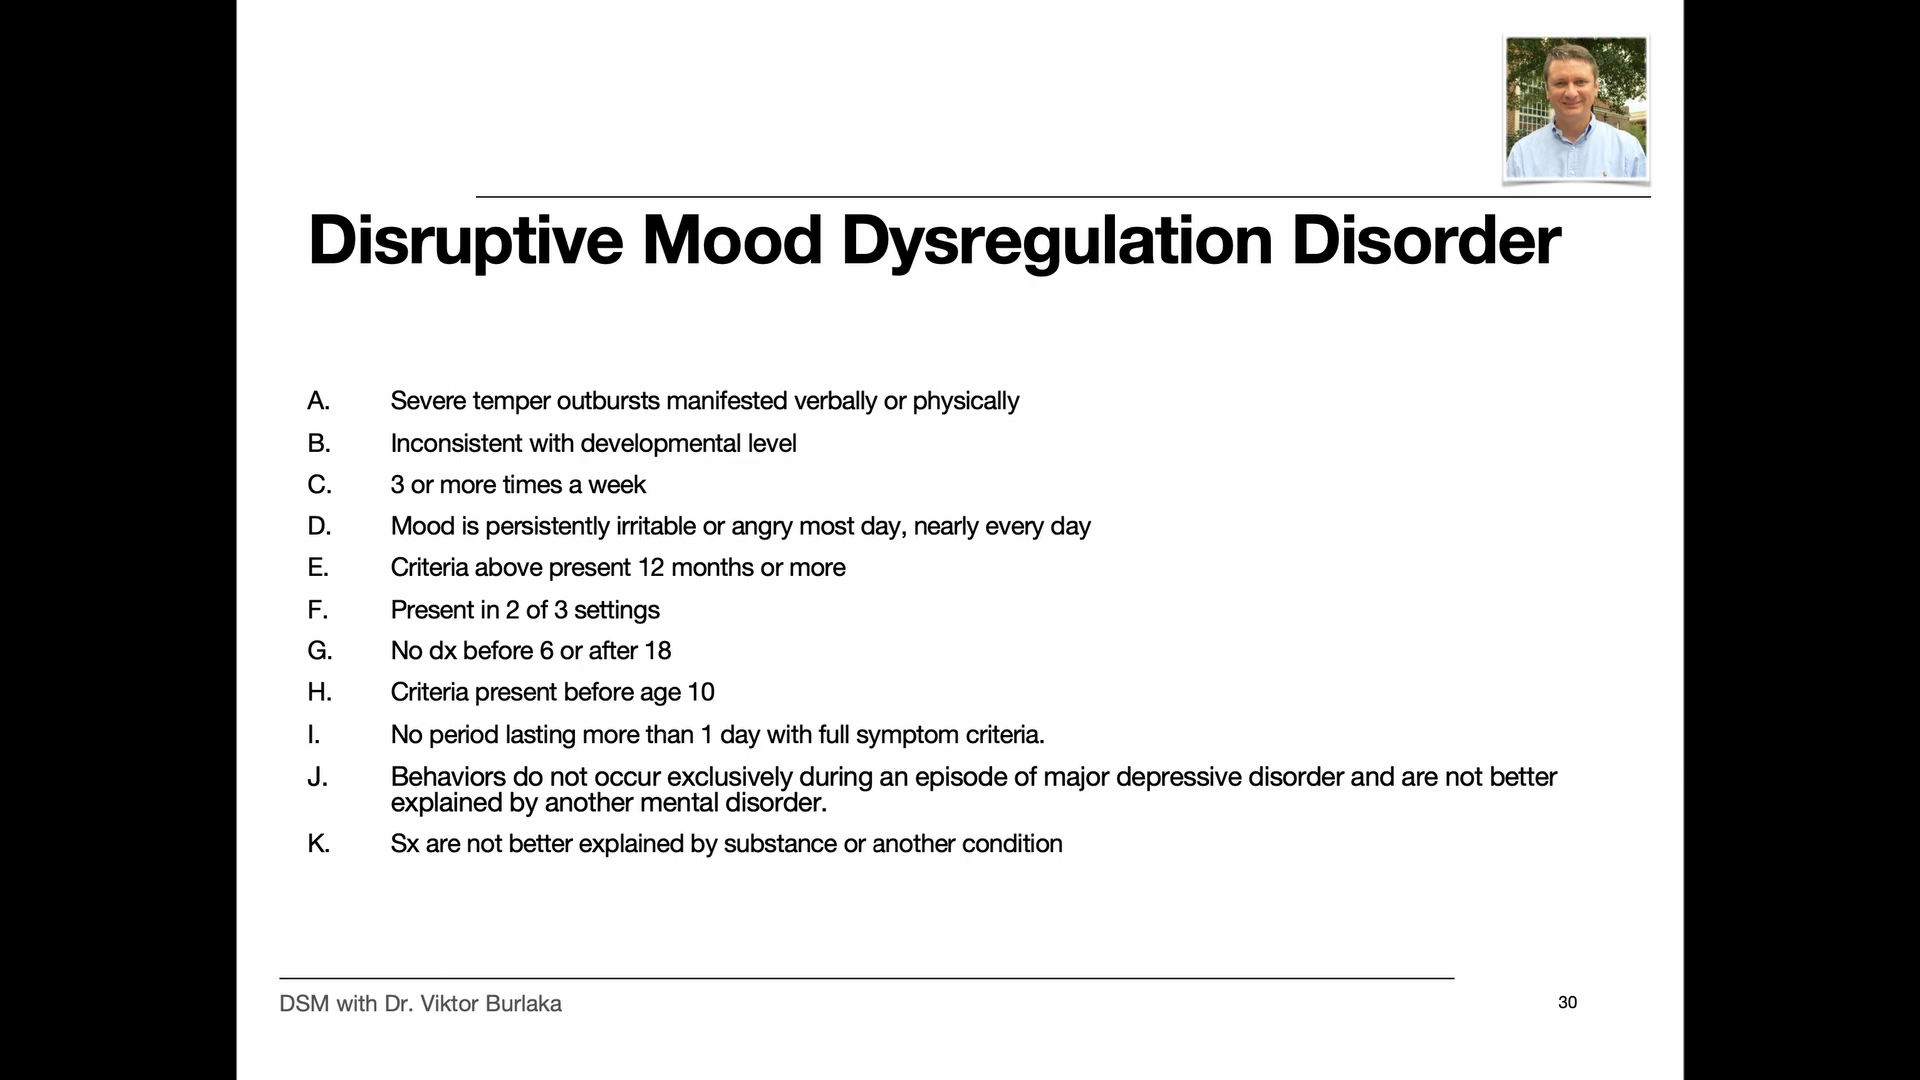 Disruptive Mood Dysregulation Disorder
A. Severe temper outbursts manifested verbally or physically
B. Inconsistent with developmental level
C. 3 or more times a week
D. Mood is persistently irritable or angry most day, nearly every day
E. Criteria above present 12 months or more
F. Present in 2 of 3 settings
G. No dx before 6 or after 18
H. Criteria present before age 10
I. No period lasting more than 1 day with full symptom criteria.
J. Behaviors do not occur exclusively during an episode of major depressive disorder and are not better
explained by another mental disorder.
K. Sx are not better explained by substance or another condition
DSM with Dr. Viktor Burlaka
30